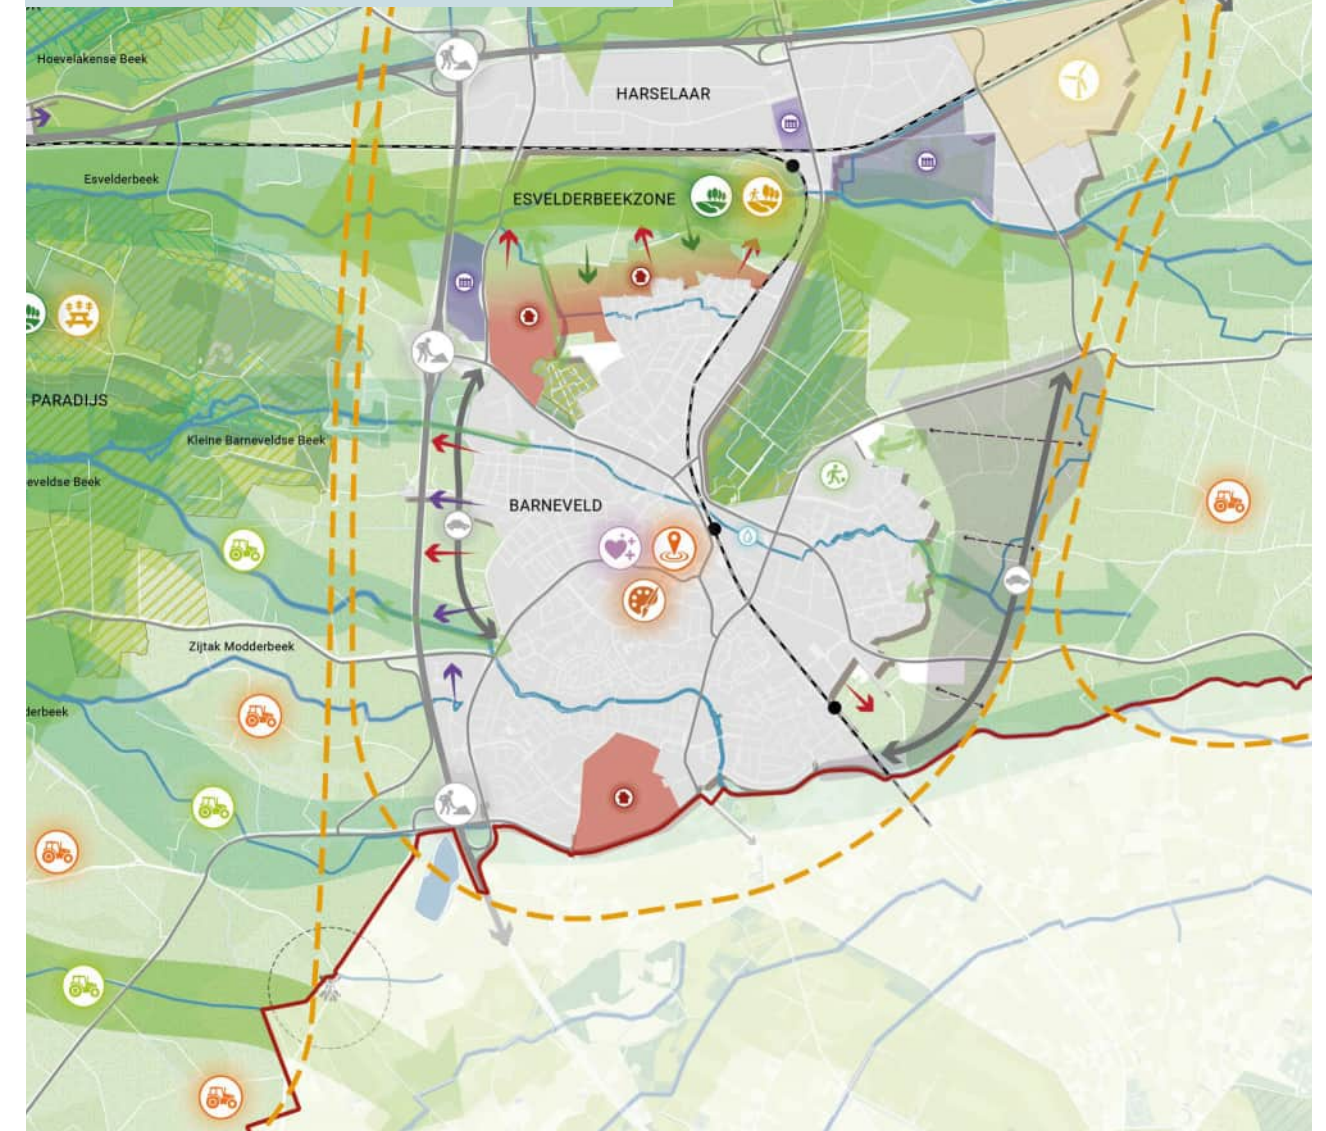 Hoevelakense Beek
HARSELAAR
Esvelderbeek
ESVELDERBEEKZONE
PARADIJS
Kleine Barneveldse Beek
eveldse Beek
BARNEVELD
Zijtak Modderbeek
derbeek